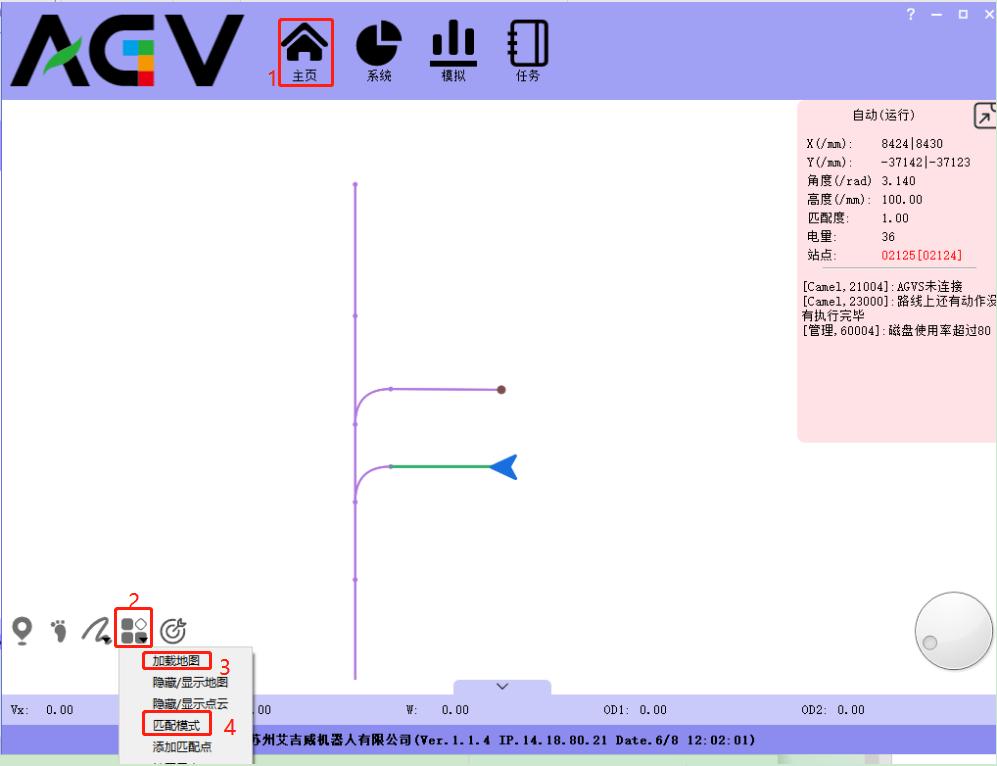 AGV
?
1 主页 系统 模拟 任务
自动(运行)
X(/mm): 8424|8430
Y(/mm): -37142|-37123
角度(/rad) 3.140
高度(/mm): 100.00
匹配度: 1.00
电量: 36
站点: 02125[02124]
[Camel,21004]:AGVS未连接
[Camel,23000]:路线上还有动作没
有执行完毕
[管理,60004]:磁盘使用率超过80
2
加载地图 3
隐藏/显示地图
隐藏/显示点云
匹配模式 4
添加匹配点
Vx: 0.00 .00 W: 0.00 OD1: 0.00 OD2: 0.00
苏州艾吉威机器人有限公司(Ver.1.1.4 IP.14.18.80.21 Date.6/8 12:02:01)